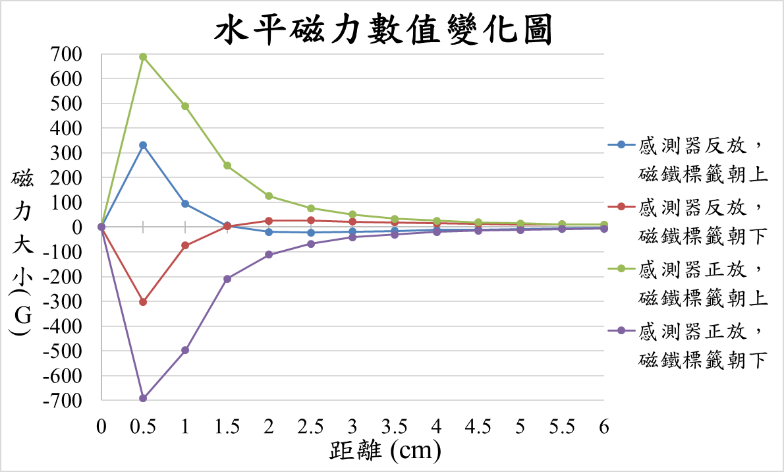 水平磁力數值變化圖
700
600
500
400
300
200
100
0
-100
-200
-300
-400
-500
-600
-700
磁力大小(G)
0 0.5 1 1.5 2 2.5 3 3.5 4 4.5 5 5.5 6
距離 (cm)
感測器反放，
磁鐵標籤朝上
感測器反放，
磁鐵標籤朝下
感測器正放，
磁鐵標籤朝上
感測器正放，
磁鐵標籤朝下